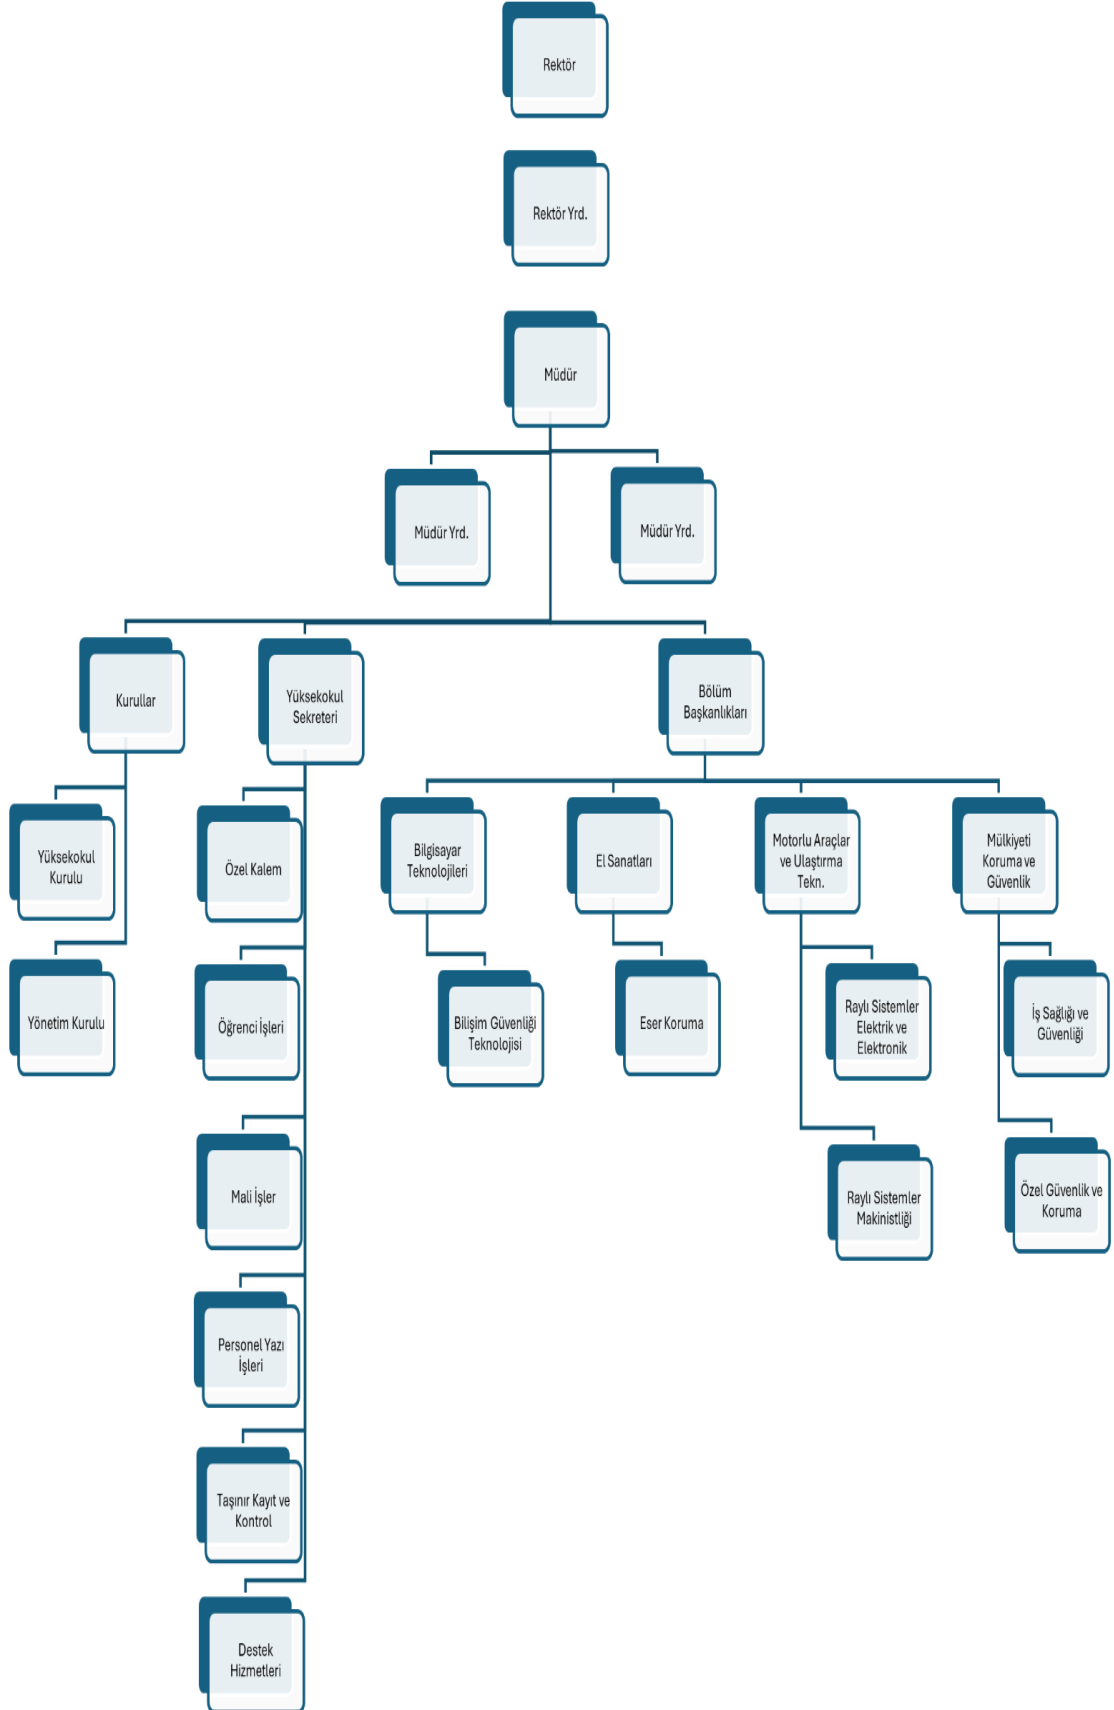 Rektör
Rektör Yrd.
Müdür
Müdür Yrd.
Müdür Yrd.
Kurullar
Yüksekokul
Sekreteri
Bölüm
Başkanlıkları
Yüksekokul
Kurulu
Yönetim Kurulu
Özel Kalem
Öğrenci İşleri
Mali İşler
Personel Yazı
İşleri
Taşınır Kayıt ve
Kontrol
Destek
Hizmetleri
Bilgisayar
Teknolojileri
Bilişim Güvenliği
Teknolojisi
El Sanatları
Eser Koruma
Motorlu Araçlar
ve Ulaştırma
Tekn.
Raylı Sistemler
Elektrik ve
Elektronik
Raylı Sistemler
Makinistliği
Mülkiyeti
Koruma ve
Güvenlik
İş Sağlığı ve
Güvenliği
Özel Güvenlik ve
Koruma